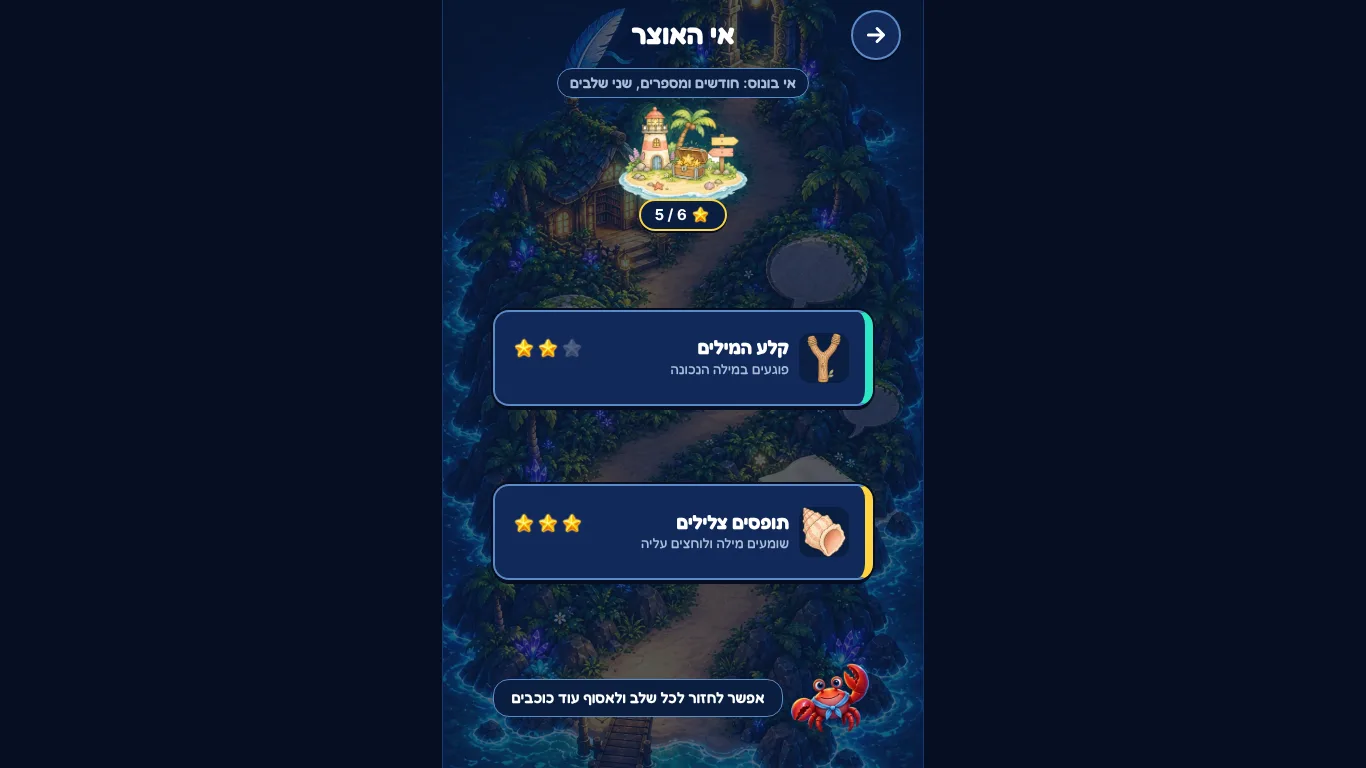 אי האוצר
אי בונוס: חודשים ומספרים, שני שלבים
5 / 6
קלע המילים
פוגעים במילה הנכונה
תופסים צלילים
שומעים מילה ולוחצים עליה
אפשר לחזור לכל שלב ולאסוף עוד כוכבים